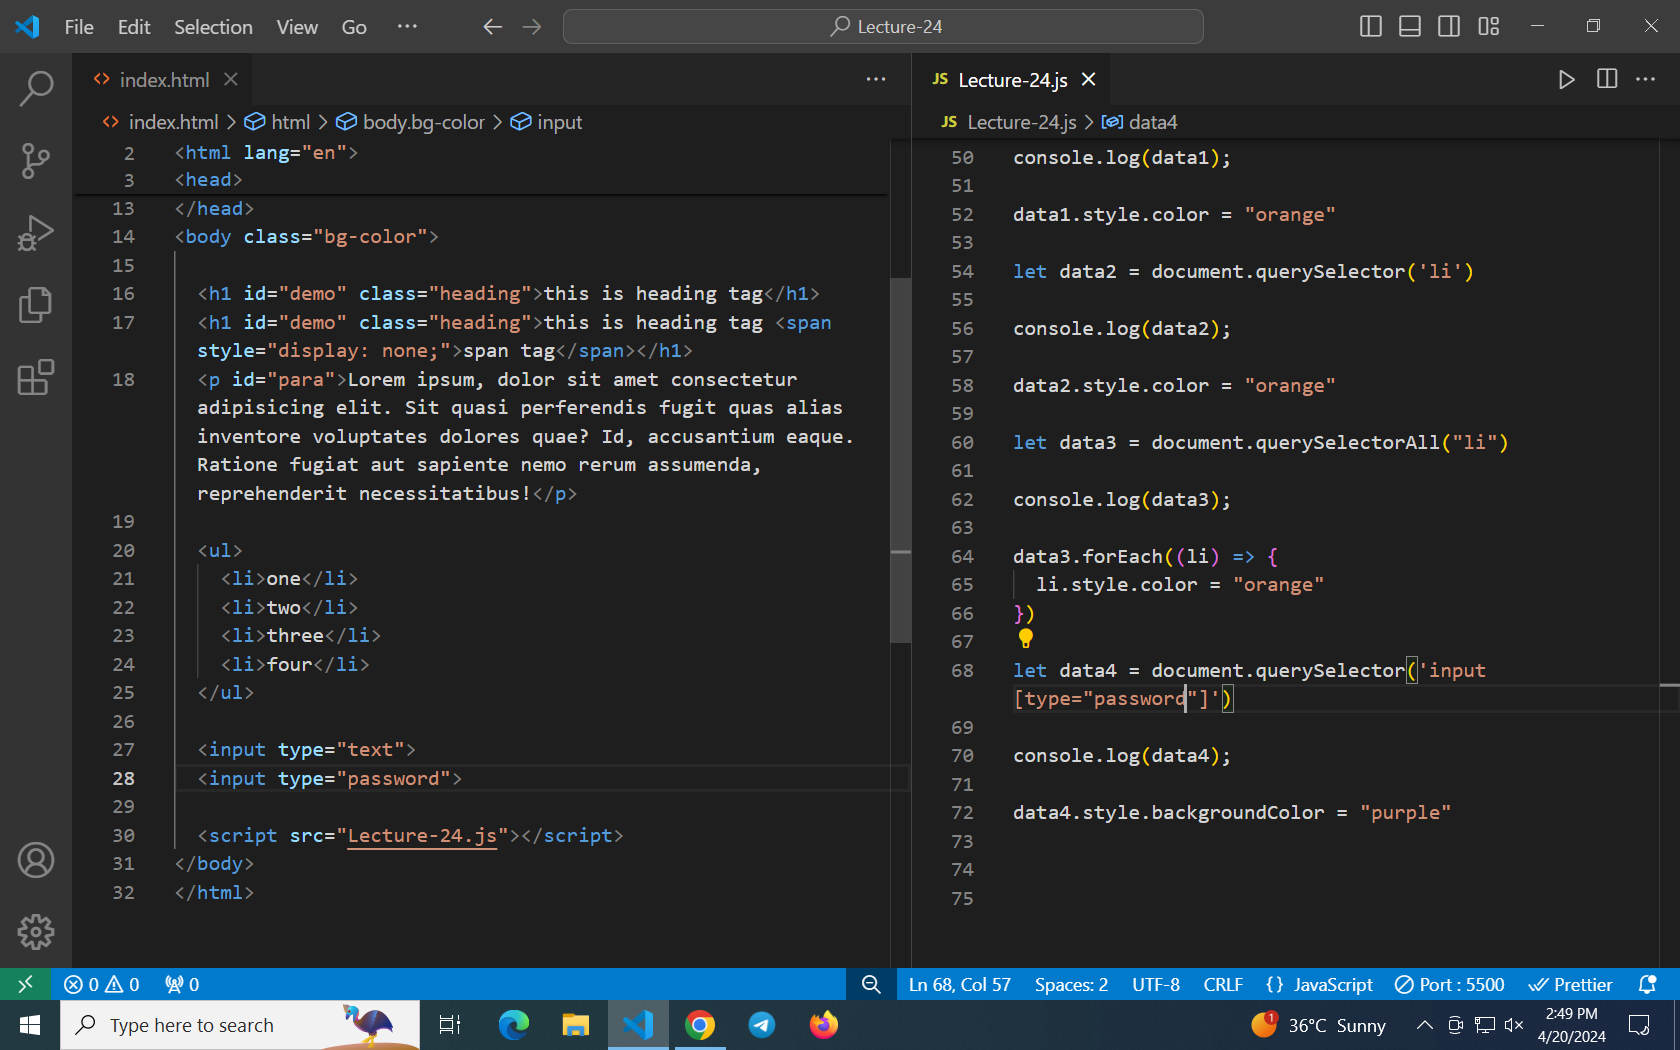 File Edit Selection View Go ··· Lecture-24
index.html
index.html > html > body.bg-color > input
2 <html lang="en">
3 <head>
13 </head>
14 <body class="bg-color">
15
16 <h1 id="demo" class="heading">this is heading tag</h1>
17 <h1 id="demo" class="heading">this is heading tag <span
style="display: none;">span tag</span></h1>
18 <p id="para">Lorem ipsum, dolor sit amet consectetur
adipisicing elit. Sit quasi perferendis fugit quas alias
inventore voluptates dolores quae? Id, accusantium eaque.
Ratione fugiat aut sapiente nemo rerum assumenda,
reprehenderit necessitatibus!</p>
19
20 <ul>
21 <li>one</li>
22 <li>two</li>
23 <li>three</li>
24 <li>four</li>
25 </ul>
26
27 <input type="text">
28 <input type="password">
29
30 <script src="Lecture-24.js"></script>
31 </body>
32 </html>
JS Lecture-24.js
JS Lecture-24.js > data4
50 console.log(data1);
51
52 data1.style.color = "orange"
53
54 let data2 = document.querySelector('li')
55
56 console.log(data2);
57
58 data2.style.color = "orange"
59
60 let data3 = document.querySelectorAll("li")
61
62 console.log(data3);
63
64 data3.forEach((li) => {
65 li.style.color = "orange"
66 })
67
68 let data4 = document.querySelector('input
[type="password"]')
69
70 console.log(data4);
71
72 data4.style.backgroundColor = "purple"
73
74
75
0 0 0 Ln 68, Col 57 Spaces: 2 UTF-8 CRLF {} JavaScript Port : 5500 Prettier
Type here to search 1 36°C Sunny 2:49 PM
4/20/2024